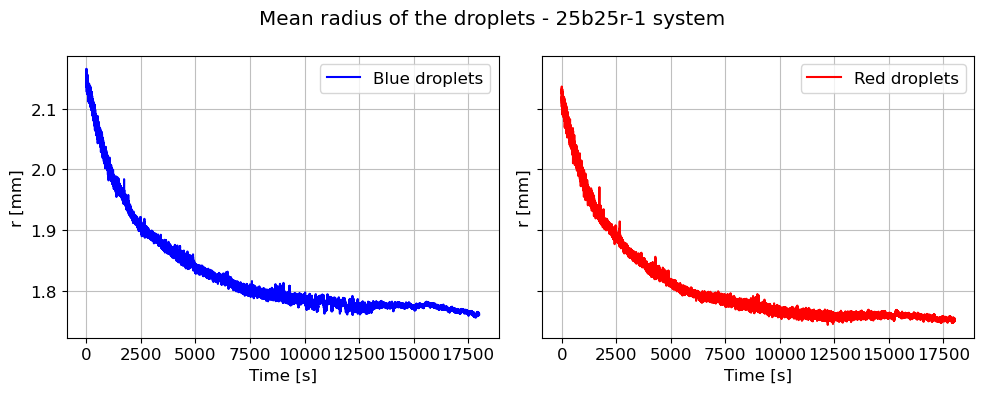 Mean radius of the droplets - 25b25r-1 system
Blue droplets
r [mm]
2.1
2.0
1.9
1.8
0 2500 5000 7500 10000 12500 15000 17500
Time [s]
Red droplets
r [mm]
0 2500 5000 7500 10000 12500 15000 17500
Time [s]